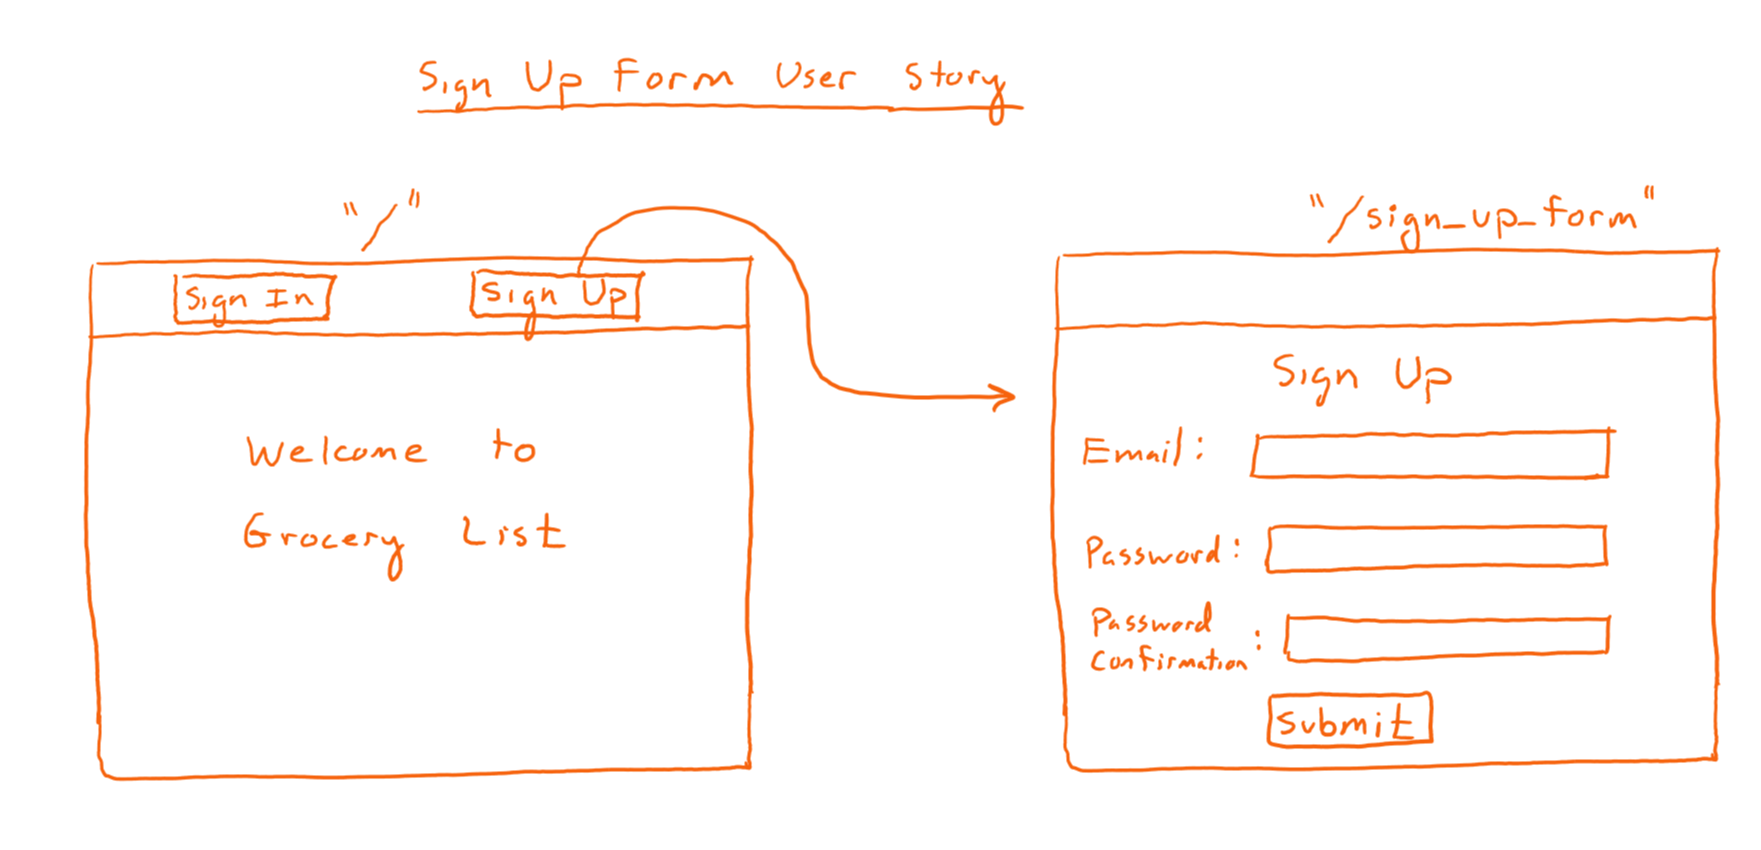 Sign Up Form User Story
"/"
Sign In
Sign Up
Welcome to
Grocery List
"/sign_up_form"
Sign Up
Email:
Password:
Password
Confirmation:
Submit